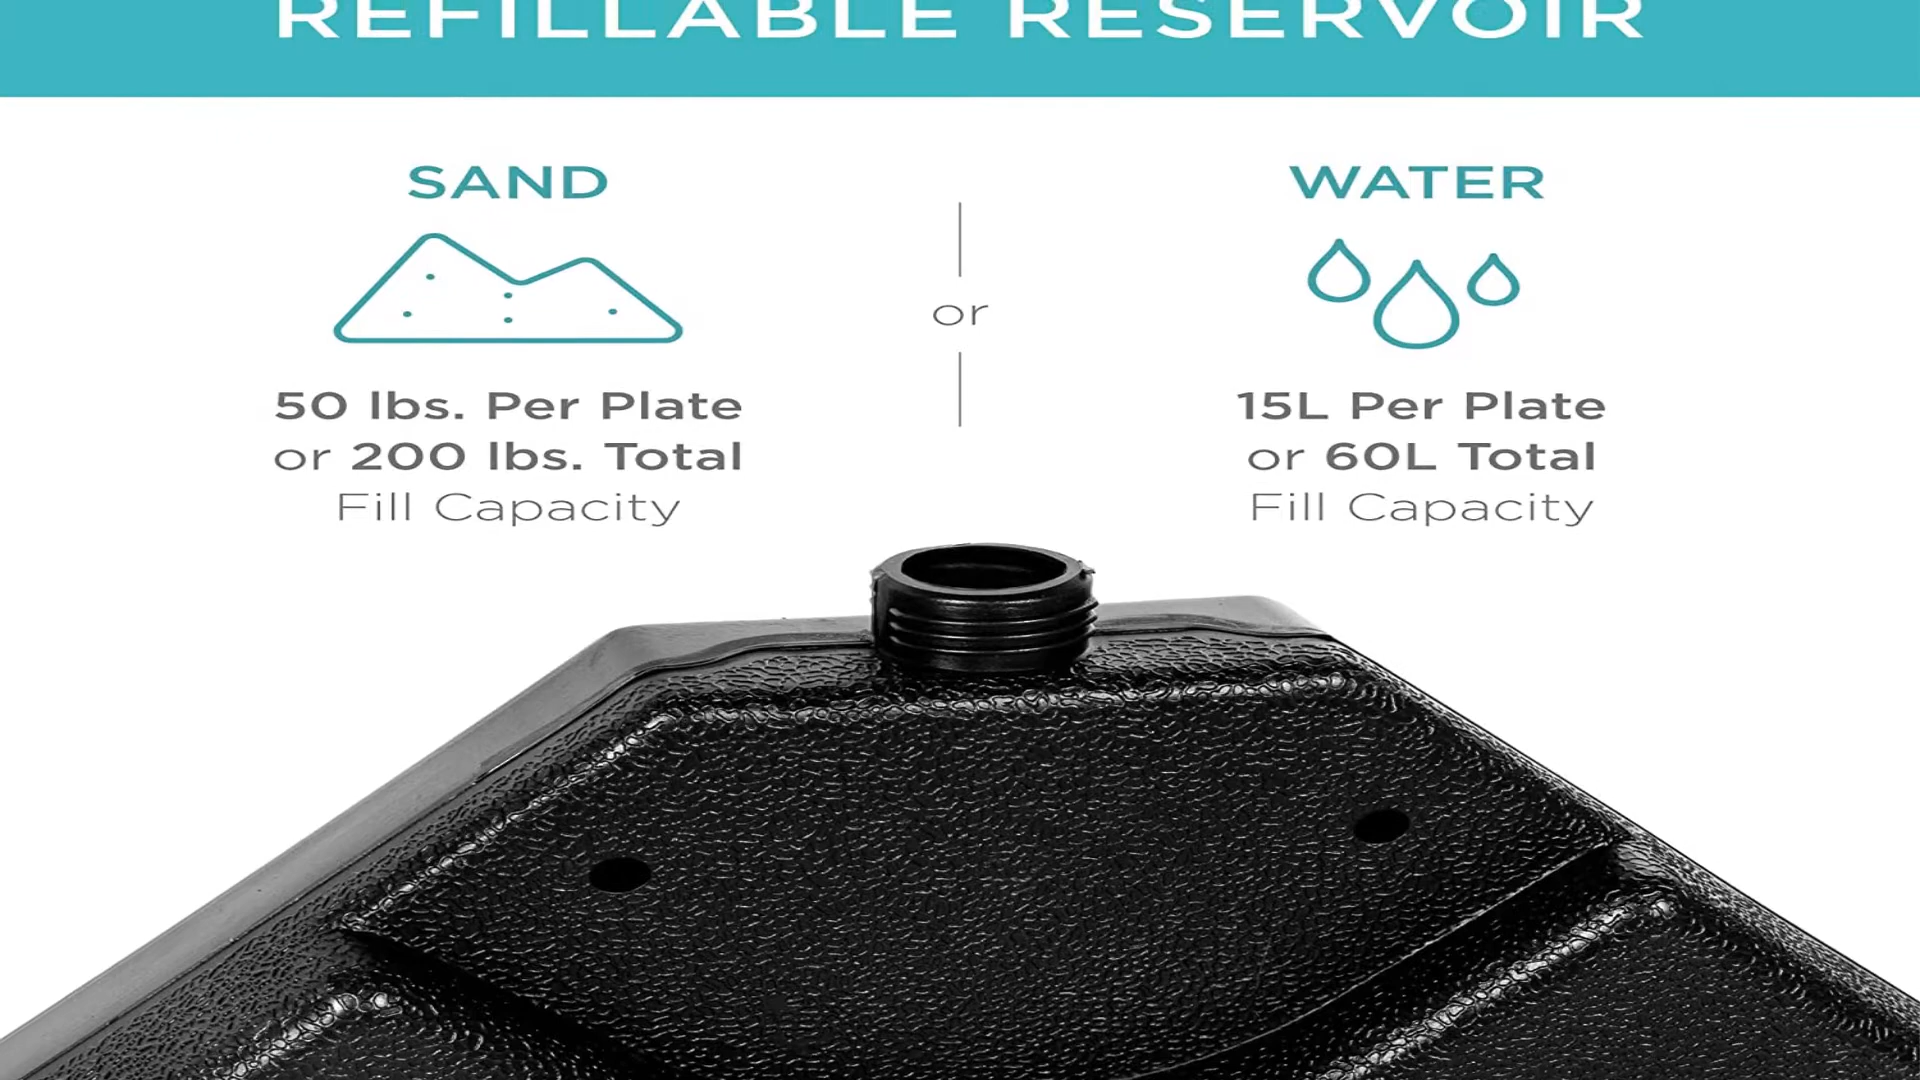 REFILLABLE RESERVOIR
SAND
WATER
or
50 lbs. Per Plate
or 200 lbs. Total
Fill Capacity
15L Per Plate
or 60L Total
Fill Capacity